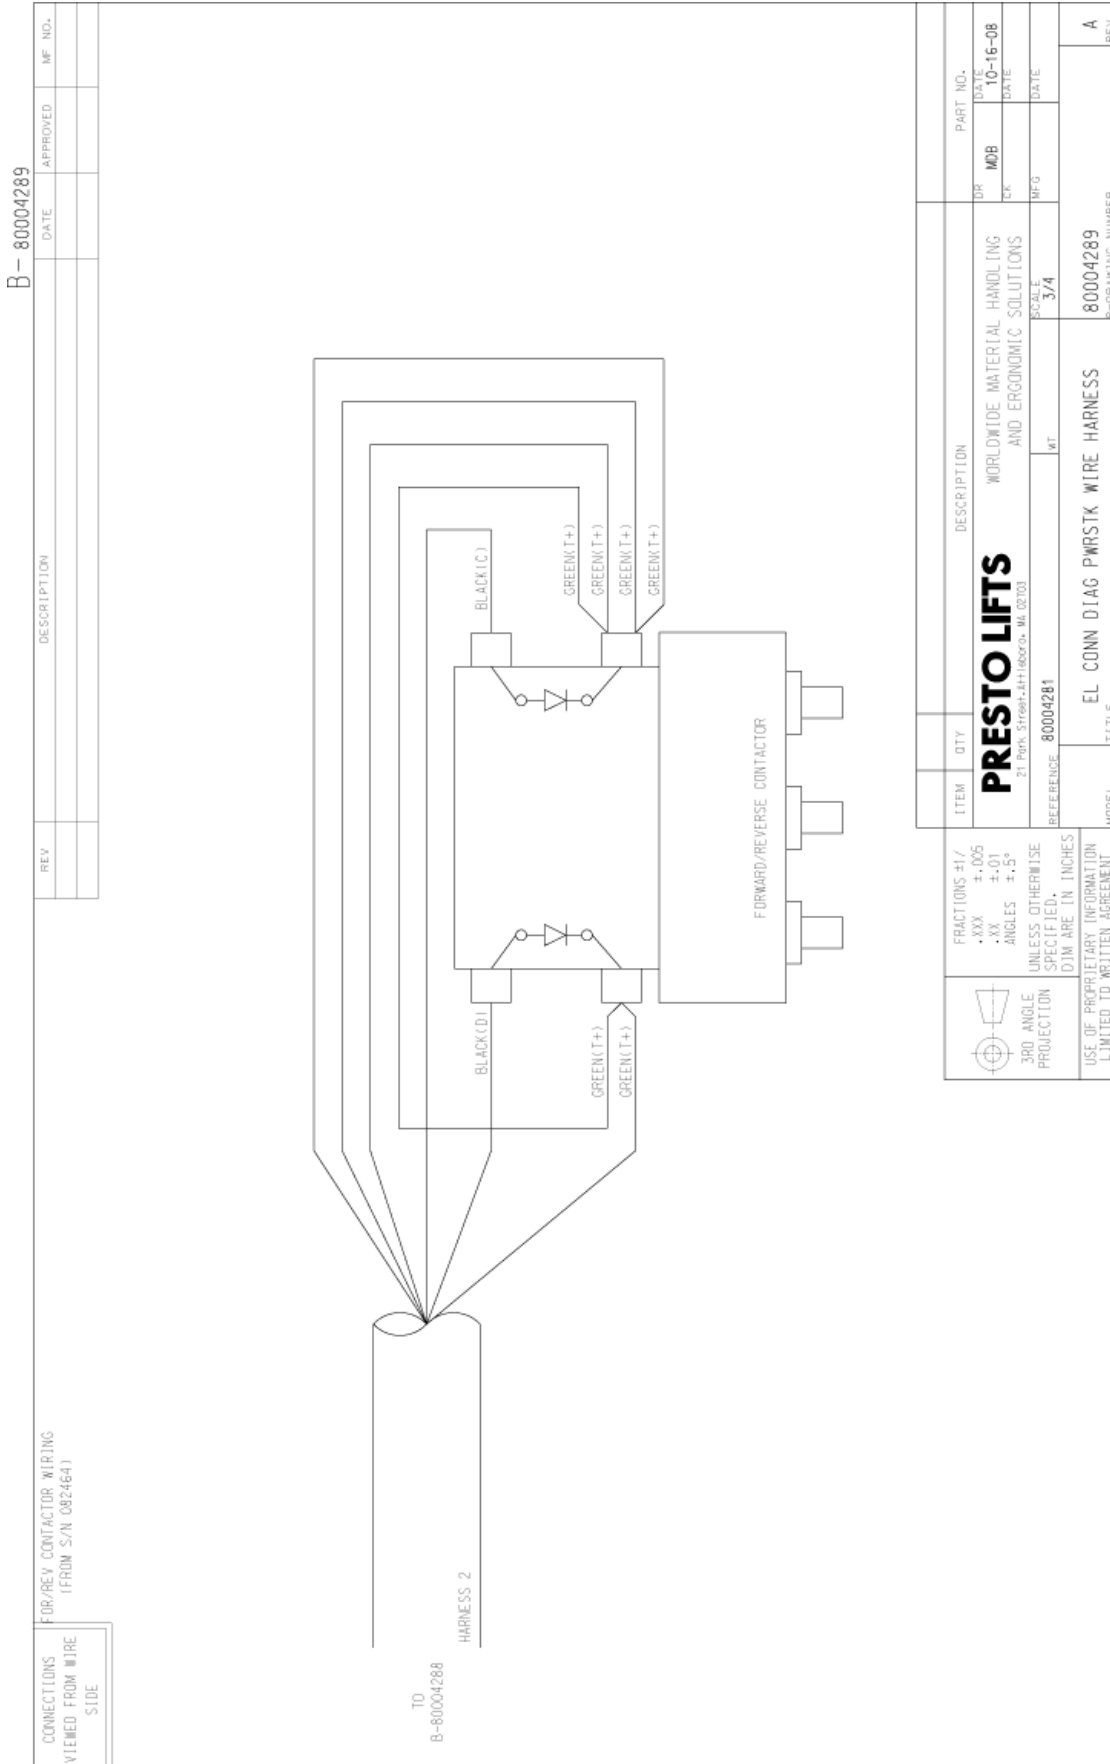 B- 80004289
REV
DESCRIPTION
DATE
APPROVED
MF NO.
CONNECTIONS
VIEWED FROM WIRE
SIDE
FOR/REV CONTACTOR WIRING
(FROM S/N 082464)
TO
B-80004288
HARNESS 2
BLACK(D)
GREEN(T+)
GREEN(T+)
BLACK(C)
GREEN(T+)
GREEN(T+)
GREEN(T+)
GREEN(T+)
FORWARD/REVERSE CONTACTOR
ITEM
QTY
DESCRIPTION
PART NO.
3RD ANGLE
PROJECTION
FRACTIONS ±1/
.XXX ±.005
.XX ±.01
ANGLES ±.5°
UNLESS OTHERWISE
SPECIFIED.
DIM ARE IN INCHES
USE OF PROPRIETARY INFORMATION
LIMITED TO WRITTEN AGREEMENT
PRESTO LIFTS
21 Park Street-Attleboro, MA 02703
WORLDWIDE MATERIAL HANDLING
AND ERGONOMIC SOLUTIONS
DR
MDB
DATE
10-16-08
CK
DATE
MFG
DATE
REFERENCE
80004281
WT
SCALE
3/4
MODEL
TITLE
EL CONN DIAG PWRSTK WIRE HARNESS
80004289
B-DRAWING NUMBER
A
REV